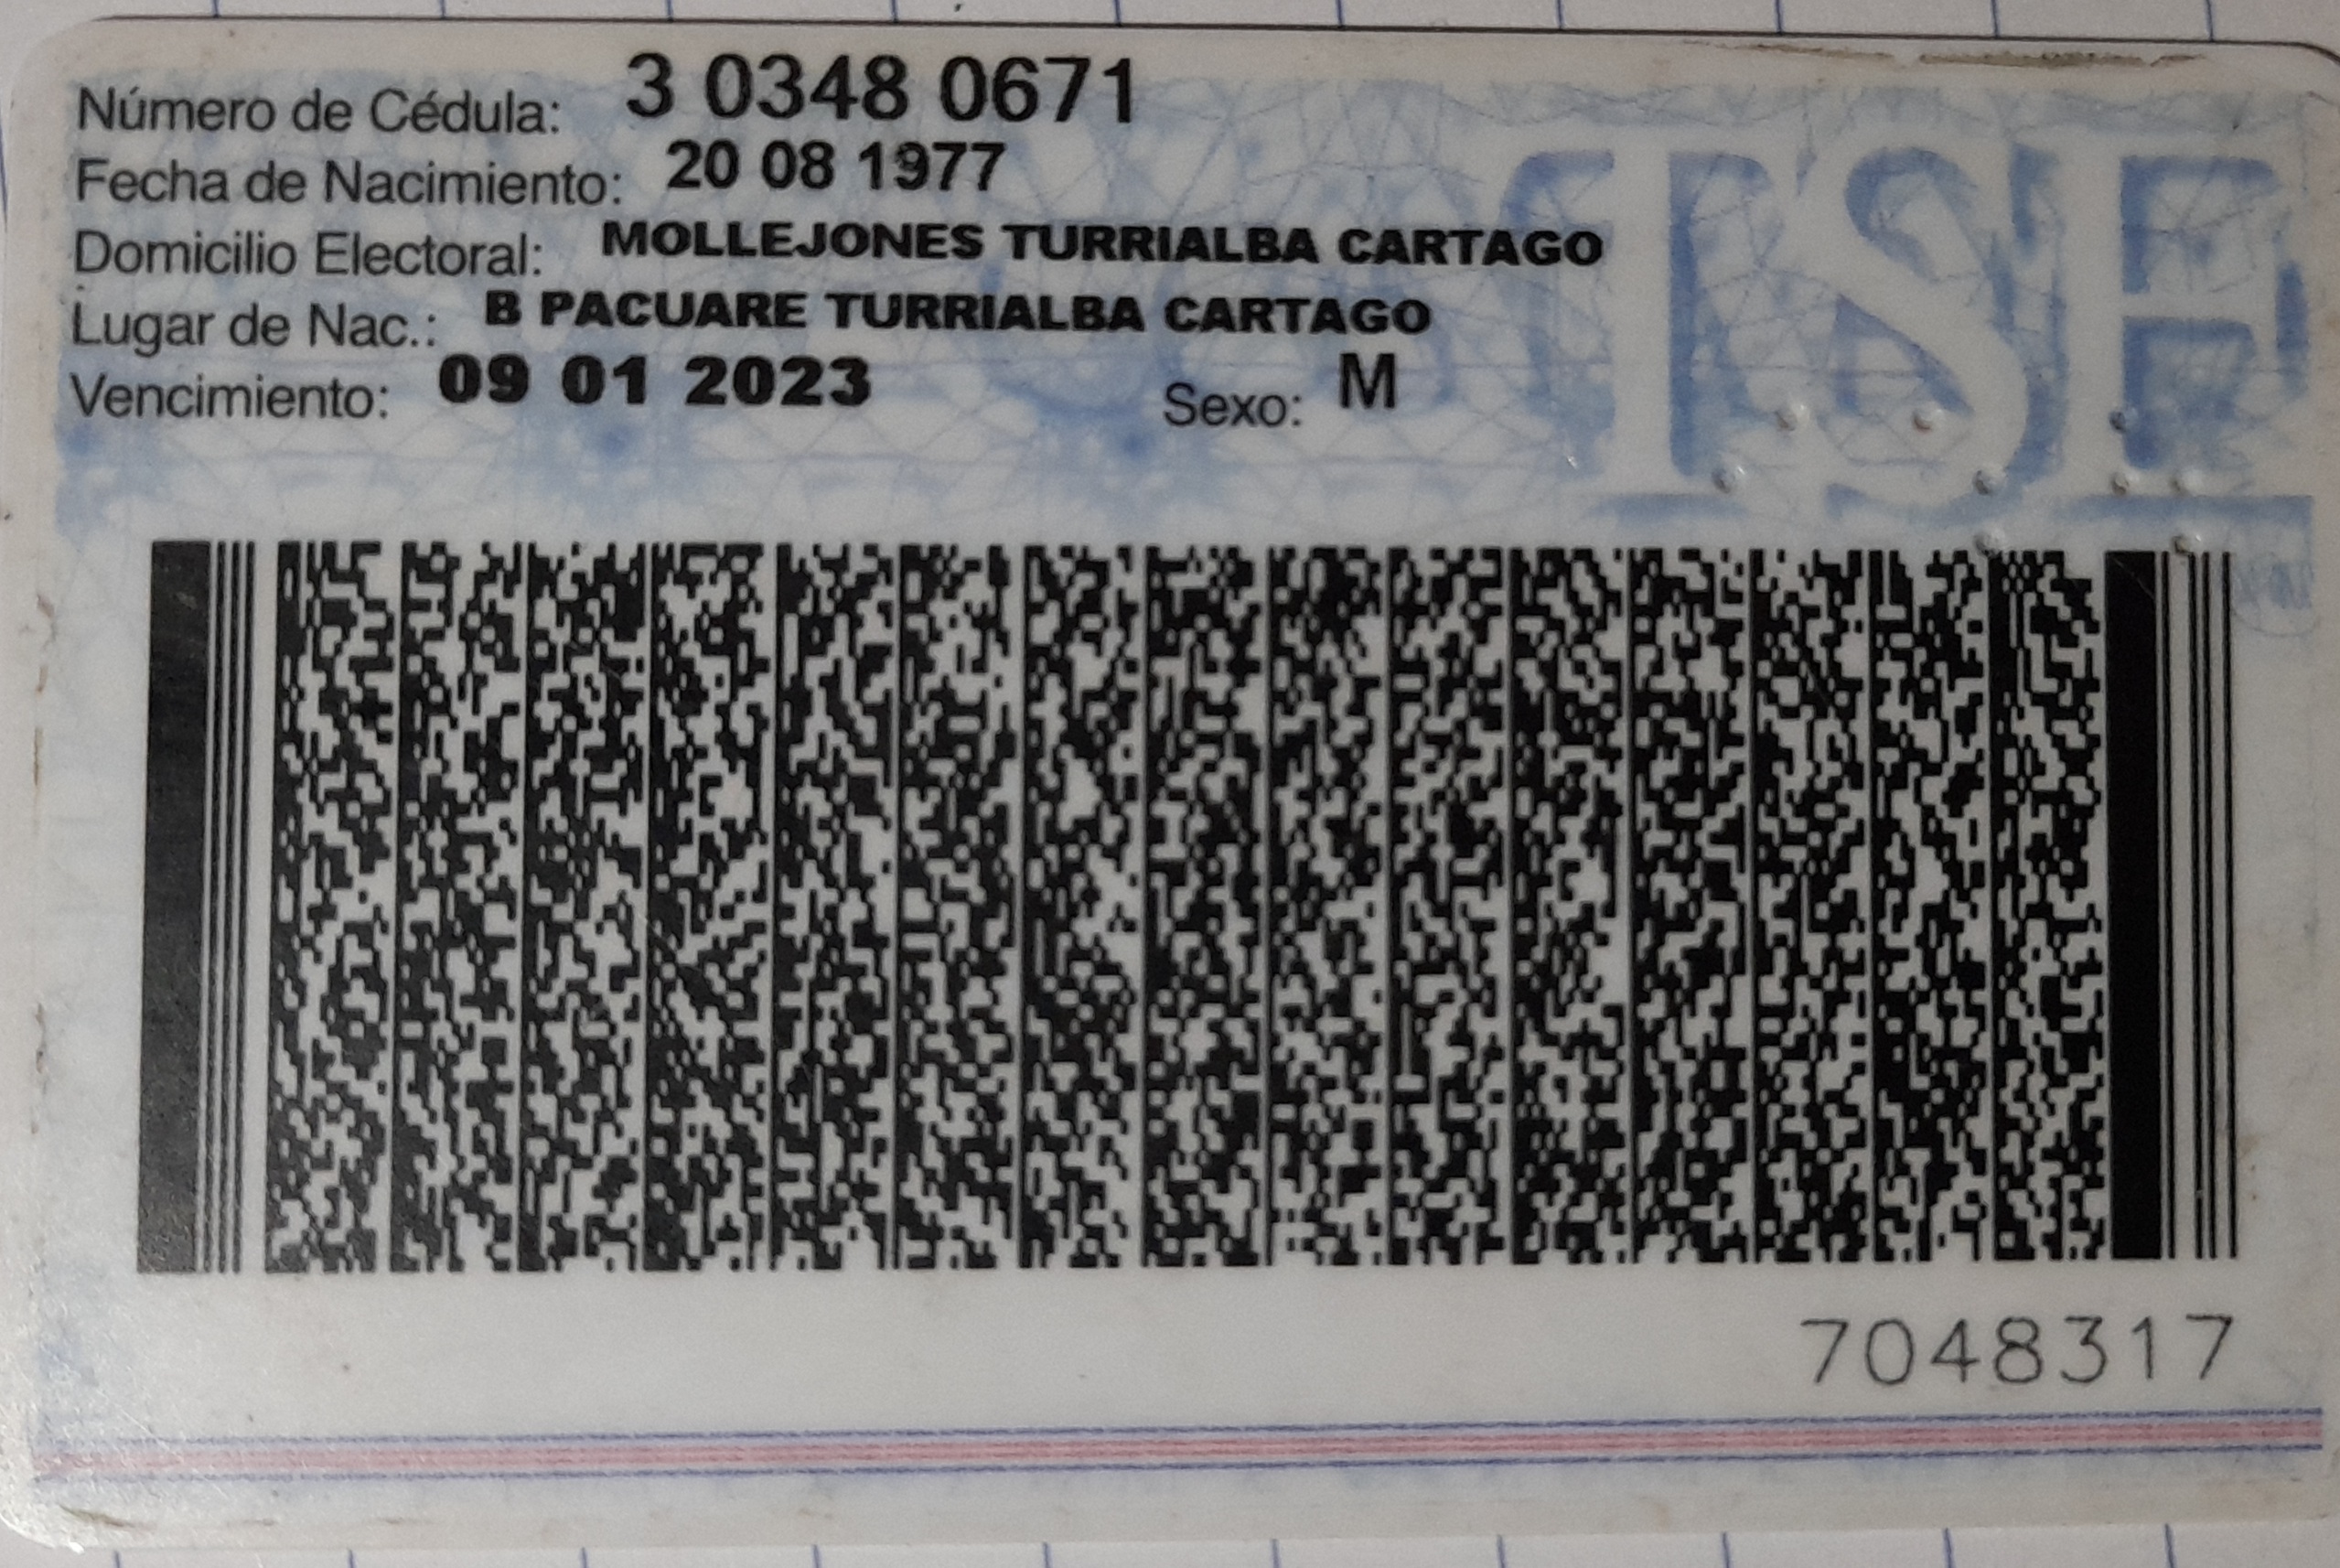 Número de Cédula: 3 0348 0671
Fecha de Nacimiento: 20 08 1977
Domicilio Electoral: MOLLEJONES TURRIALBA CARTAGO
Lugar de Nac.: B PACUARE TURRIALBA CARTAGO
Vencimiento: 09 01 2023 Sexo: M
TSE
7048317